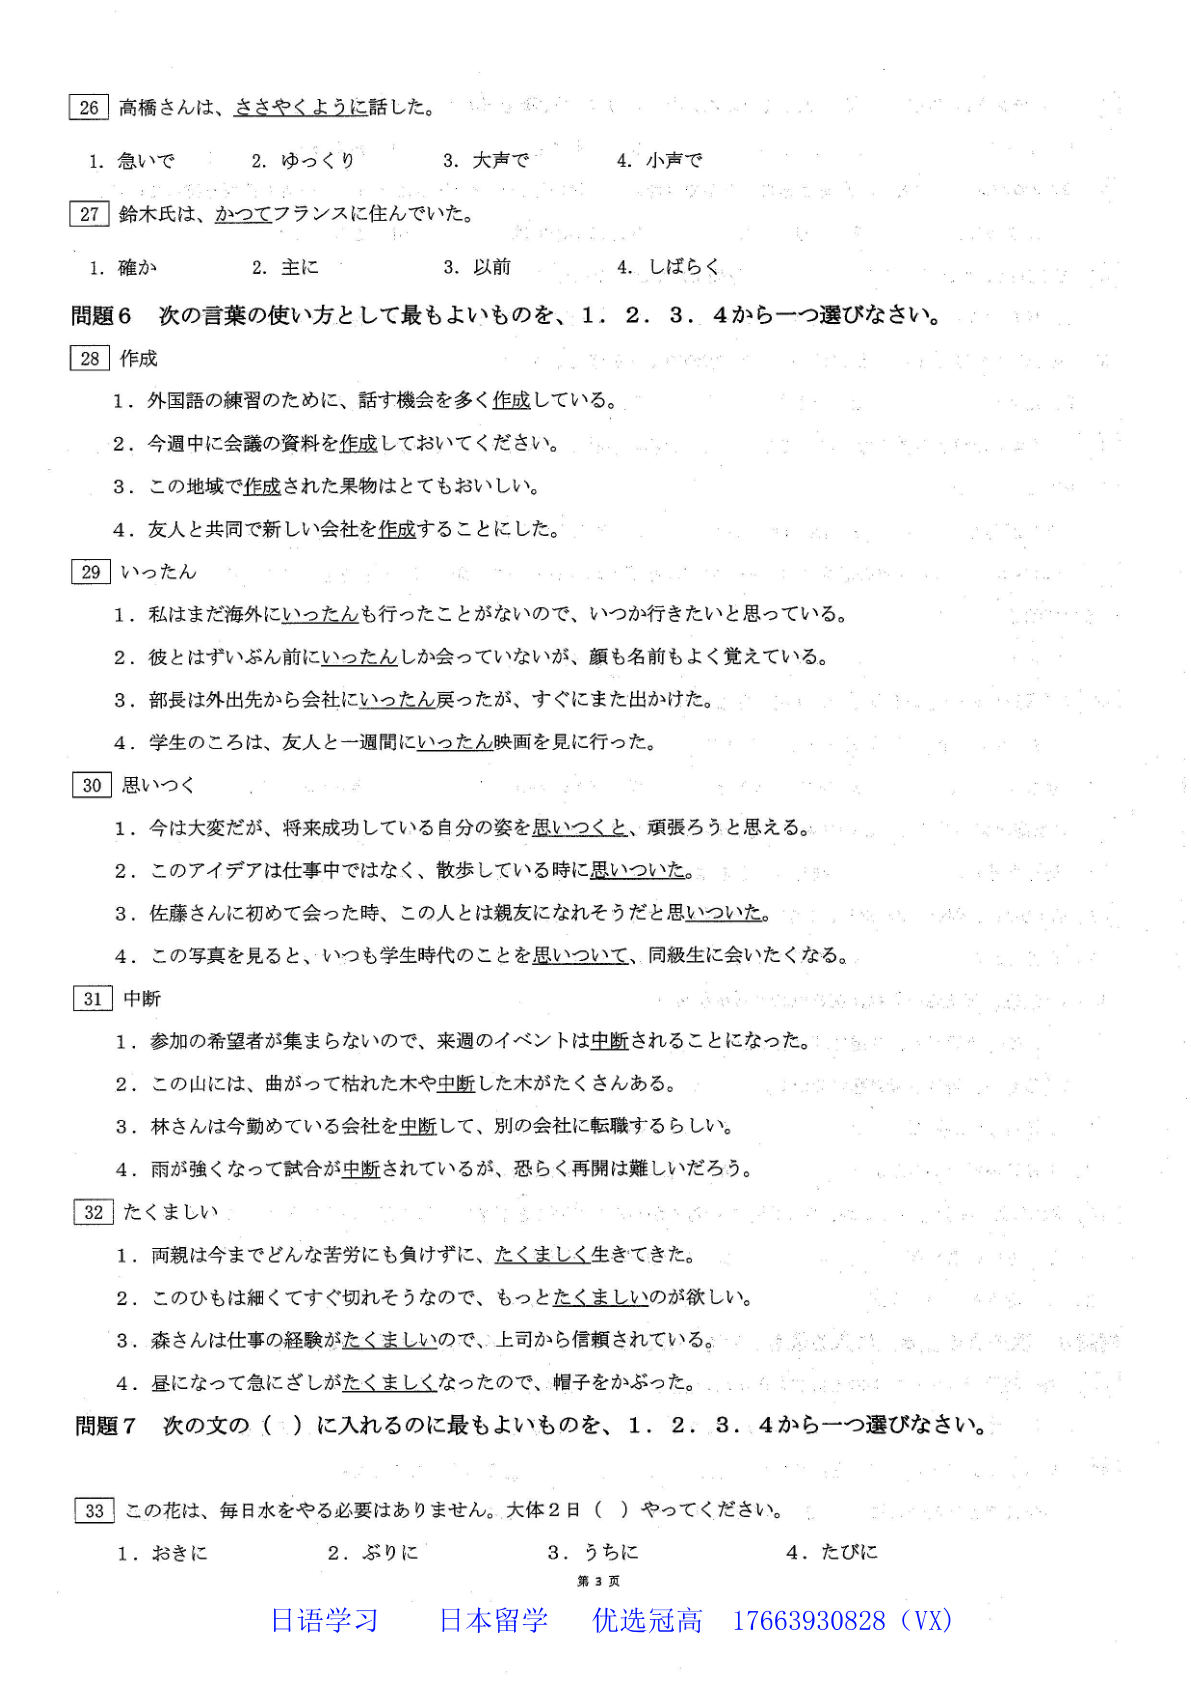 26 高橋さんは、ささやくように話した。
1. 急いで 2. ゆっくり 3. 大声で 4. 小声で
27 鈴木氏は、かつてフランスに住んでいた。
1. 確か 2. 主に 3. 以前 4. しばらく
問題６ 次の言葉の使い方として最もよいものを、１．２．３．４から一つ選びなさい。
28 作成
１．外国語の練習のために、話す機会を多く作成している。
２．今週中に会議の資料を作成しておいてください。
３．この地域で作成された果物はとてもおいしい。
４．友人と共同で新しい会社を作成することにした。
29 いったん
１．私はまだ海外にいったんも行ったことがないので、いつか行きたいと思っている。
２．彼とはずいぶん前にいったんしか会っていないが、顔も名前もよく覚えている。
３．部長は外出先から会社にいったん戻ったが、すぐにまた出かけた。
４．学生のころは、友人と一週間にいったん映画を見に行った。
30 思いつく
１．今は大変だが、将来成功している自分の姿を思いつくと、頑張ろうと思える。
２．このアイデアは仕事中ではなく、散歩している時に思いついた。
３．佐藤さんに初めて会った時、この人とは親友になれそうだと思いついた。
４．この写真を見ると、いつも学生時代のことを思いついて、同級生に会いたくなる。
31 中断
１．参加の希望者が集まらないので、来週のイベントは中断されることになった。
２．この山には、曲がって枯れた木や中断した木がたくさんある。
３．林さんは今勤めている会社を中断して、別の会社に転職するらしい。
４．雨が強くなって試合が中断されているが、恐らく再開は難しいだろう。
32 たくましい
１．両親は今までどんな苦労にも負けずに、たくましく生きてきた。
２．このひもは細くてすぐ切れそうなので、もっとたくましいのが欲しい。
３．森さんは仕事の経験がたくましいので、上司から信頼されている。
４．昼になって急にざしがたくましくなったので、帽子をかぶった。
問題７ 次の文の（ ）に入れるのに最もよいものを、１．２．３．４から一つ選びなさい。
33 この花は、毎日水をやる必要はありません。大体２日（ ）やってください。
１．おきに ２．ぶりに ３．うちに ４．たびに
第 3 页
日语学习 日本留学 优选冠高 17663930828（VX）